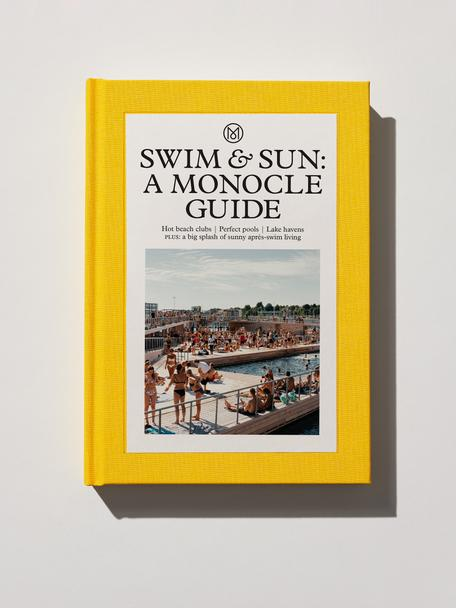 SWIM & SUN:
A MONOCLE
GUIDE
Hot beach clubs | Perfect pools | Lake havens
PLUS: a big splash of sunny après-swim living